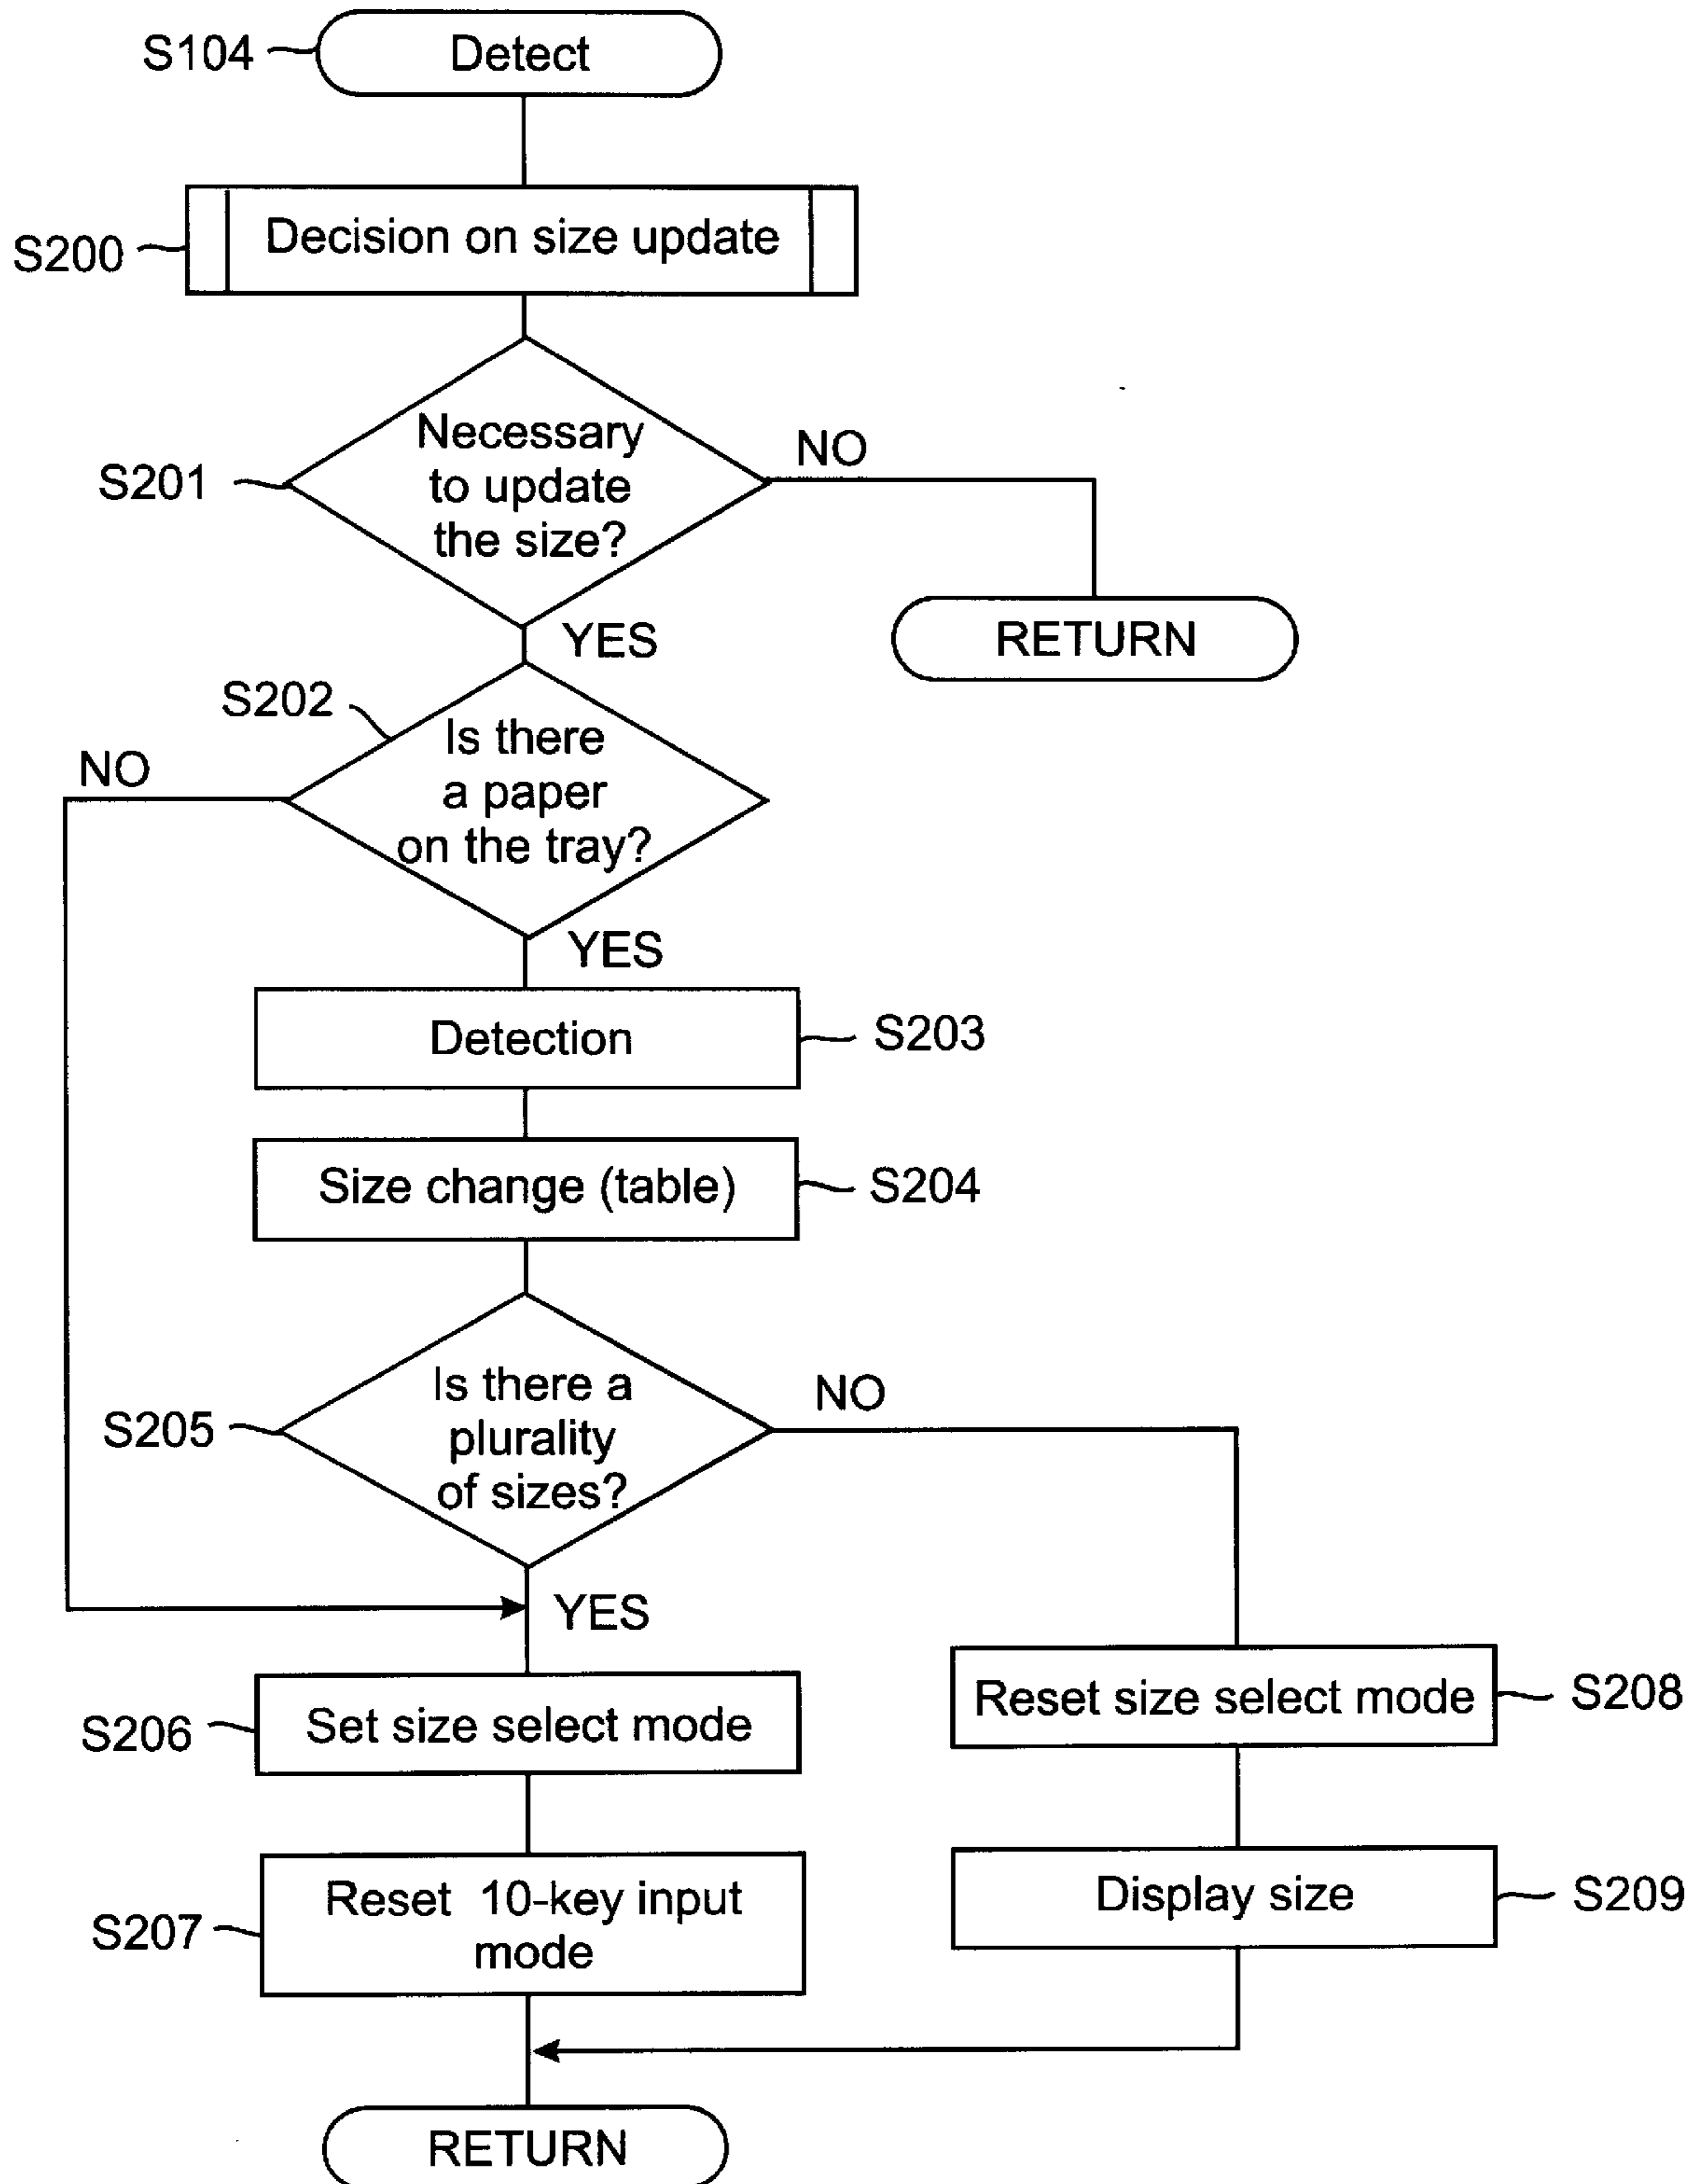 S104
Detect
S200
Decision on size update
S201
Necessary
to update
the size?
NO
RETURN
YES
S202
Is there
a paper
on the tray?
NO
YES
Detection
S203
Size change (table)
S204
S205
Is there a
plurality
of sizes?
NO
YES
S206
Set size select mode
Reset size select mode
S208
S207
Reset 10-key input
mode
Display size
S209
RETURN